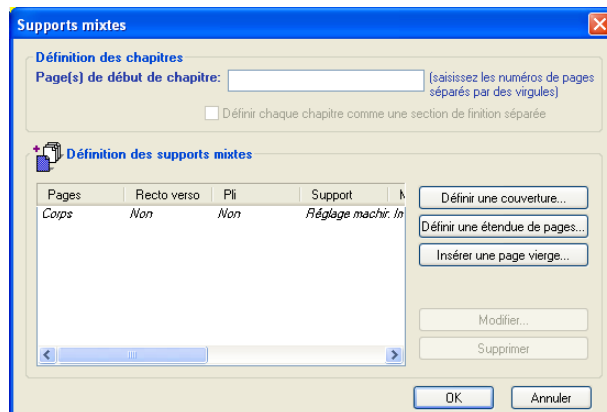 Supports mixtes
Définition des chapitres
Page(s) de début de chapitre:
(saisissez les numéros de pages
séparés par des virgules)
Définir chaque chapitre comme une section de finition séparée
Définition des supports mixtes
Pages Recto verso Pli Support
Corps Non Non Réglage machir. In
Définir une couverture...
Définir une étendue de pages...
Insérer une page vierge...
Modifier...
Supprimer
OK Annuler